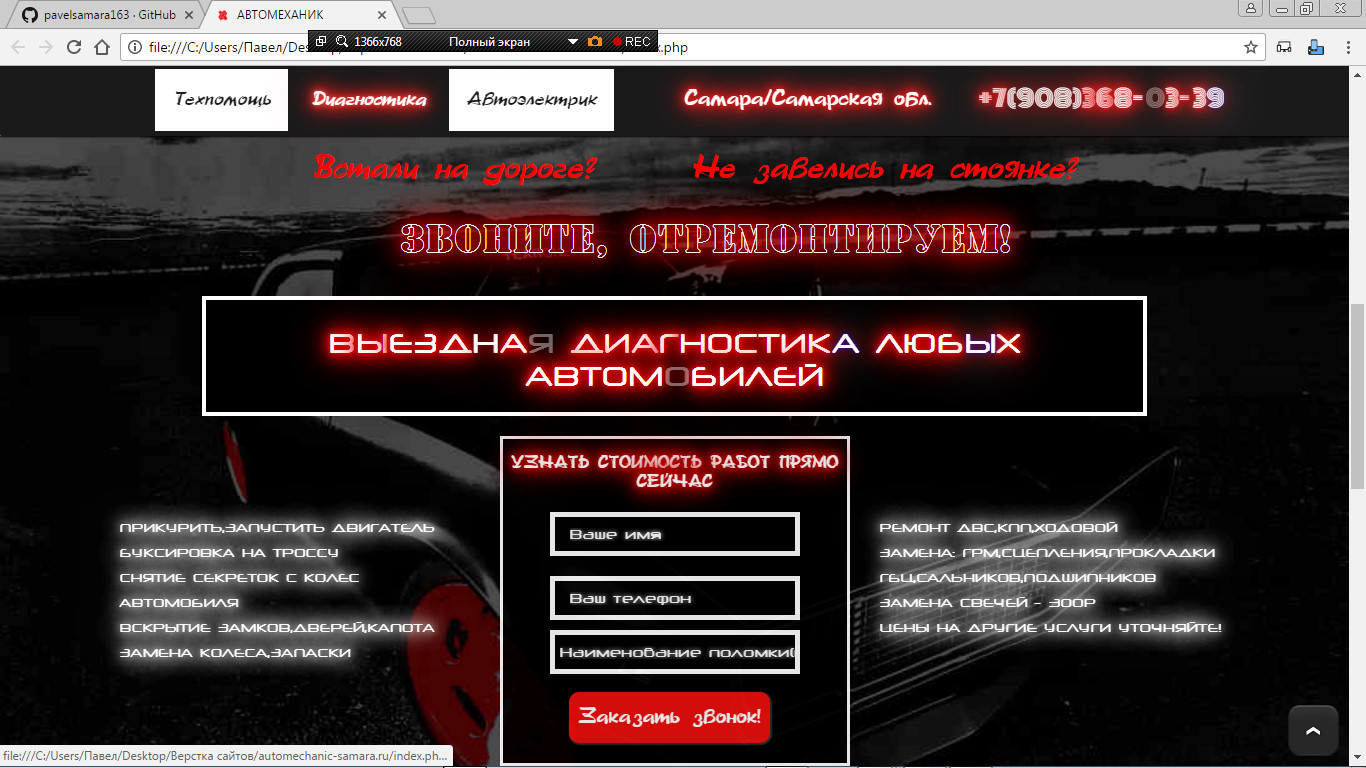 pavelsamara163 · GitHub
АВТОМЕХАНИК
file:///C:/Users/Павел/Des
x.php
1366x768
Полный экран
REC
Техпомощь
Диагностика
Автоэлектрик
Самара/Самарская обл.
+7(908)368-03-39
Встали на дороге?
Не завелись на стоянке?
ЗВОНИТЕ, ОТРЕМОНТИРУЕМ!
ВЫЕЗДНАЯ ДИАГНОСТИКА ЛЮБЫХ
АВТОМОБИЛЕЙ
УЗНАТЬ СТОИМОСТЬ РАБОТ ПРЯМО
СЕЙЧАС
Ваше имя
Ваш телефон
Наименование поломки(
Заказать звонок!
ПРИКУРИТЬ,ЗАПУСТИТЬ ДВИГАТЕЛЬ
БУКСИРОВКА НА ТРОССУ
СНЯТИЕ СЕКРЕТОК С КОЛЕС
АВТОМОБИЛЯ
ВСКРЫТИЕ ЗАМКОВ,ДВЕРЕЙ,КАПОТА
ЗАМЕНА КОЛЕСА,ЗАПАСКИ
РЕМОНТ ДВС,КПП,ХОДОВОЙ
ЗАМЕНА: ГРМ,СЦЕПЛЕНИЯ,ПРОКЛАДКИ
ГБЦ,САЛЬНИКОВ,ПОДШИПНИКОВ
ЗАМЕНА СВЕЧЕЙ - 300Р
ЦЕНЫ НА ДРУГИЕ УСЛУГИ УТОЧНЯЙТЕ!
file:///C:/Users/Павел/Desktop/Верстка сайтов/automechanic-samara.ru/index.ph...